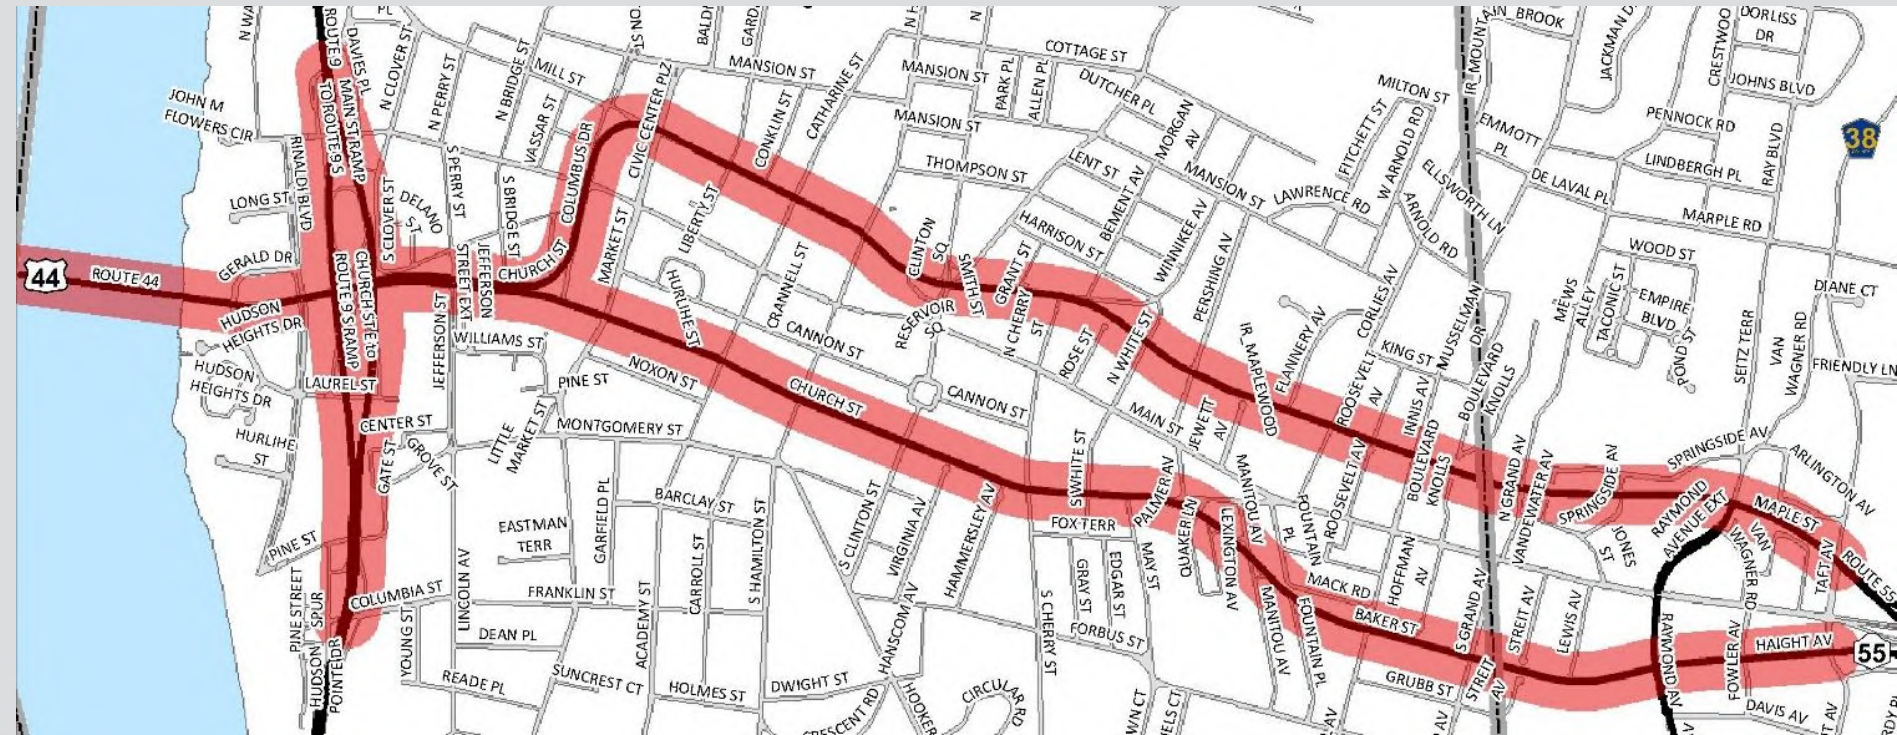 ROUTE 9
DAVIES PL
PL
N CLOVER ST
TO ROUTE 9 S
MAIN ST RAMP
JOHN M
FLOWERS CIR
RINALDI BLVD
LONG ST
GERALD DR
44
ROUTE 44
HUDSON
HEIGHTS DR
HUDSON
HEIGHTS DR
HURLIHE
ST
LAUREL ST
ROUTE 9 S RAMP
CHURCH ST E to
S CLOVER ST
DELANO
ST
N PERRY ST
S PERRY ST
N BRIDGE ST
S BRIDGE ST
MILL ST
VASSAR ST
COLUMBUS DR
CIVIC CENTER PLZ
MARKET ST
LIBERTY ST
CHURCH ST
JEFFERSON
STREET EXT
JEFFERSON ST
WILLIAMS ST
PINE ST
NOXON ST
HURLIHE ST
CRANNELL ST
CANNON ST
CHURCH ST
CANNON ST
MANSION ST
CONKLIN ST
CATHARINE ST
MANSION ST
MANSION ST
PARK PL
ALLEN PL
COTTAGE ST
DUTCHER PL
MORGAN
AV
THOMPSON ST
LENT ST
BEMENT AV
MANSION ST
HARRISON ST
WINNIKEE AV
PERSHING AV
CLINTON
SQ
SMITH ST
GRANT ST
RESERVOIR
SQ
N CHERRY
ST
ROSE ST
N WHITE ST
MAIN ST
JEWETT
AV
IR_MAPLEWOOD
FLANNERY AV
LAWRENCE RD
FITCHETT ST
W ARNOLD RD
MILTON ST
ARNOLD RD
ELLSWORTH LN
EMMOTT
PL
IR_MOUNTAIN BROOK
JACKMAN D
CRESTWOO
DORLISS
DR
JOHNS BLVD
PENNOCK RD
LINDBERGH PL
RAY BLVD
DE LAVAL PL
MARPLE RD
38
WOOD ST
MEWS
ALLEY
TACONIC ST
EMPIRE
BLVD
POND ST
SEITZ TERR
VAN
WAGNER RD
DIANE CT
FRIENDLY LN
CORLIES AV
KING ST
MUSSELMAN
DR
ROOSEVELT
AV
INNIS AV
BOULEVARD
KNOLLS
BOULEVARD
KNOLLS
ROOSEVELT AV
N GRAND AV
VANDEWATER AV
SPRINGSIDE AV
SPRINGSIDE AV
JONES
ST
RAYMOND
AVENUE EXT
MAPLE ST
ARLINGTON AV
VAN
WAGNER RD
TAFT AV
ROUTE 55
CENTER ST
GATE ST
GROVE ST
LITTLE
MARKET ST
MONTGOMERY ST
BARCLAY ST
EASTMAN
TERR
GARFIELD PL
CARROLL ST
S HAMILTON ST
ACADEMY ST
FRANKLIN ST
LINCOLN AV
COLUMBIA ST
YOUNG ST
DEAN PL
READE PL
SUNCREST CT
HOLMES ST
DWIGHT ST
CRESCENT RD
HOOKER
CIRCULAR RD
HANSCOM AV
S CLINTON ST
VIRGINIA AV
HAMMERSLEY AV
S CHERRY ST
S WHITE ST
FOX TERR
GRAY ST
EDGAR ST
FORBUS ST
MAY ST
PALMER AV
QUAKER LN
LEXINGTON AV
MANITOU AV
MANITOU AV
FOUNTAIN
PL
FOUNTAIN PL
MACK RD
HOFFMAN
AV
BAKER ST
GRUBB ST
S GRAND AV
STREIT
AV
STREIT AV
LEWIS AV
RAYMOND AV
FOWLER AV
HAIGHT AV
55
DAVIS AV
PINE ST
PINE STREET
SPUR
HUDSON
POINTE DR